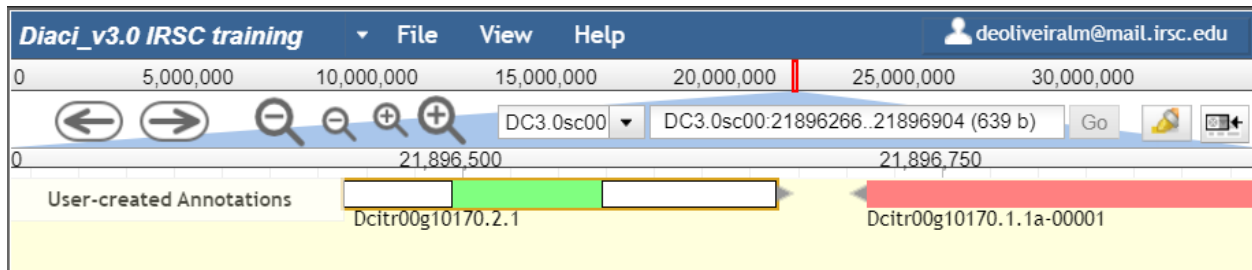 Diaci_v3.0 IRSC training File View Help deoliveiralm@mail.irsc.edu
0 5,000,000 10,000,000 15,000,000 20,000,000 25,000,000 30,000,000
DC3.0sc00 DC3.0sc00:21896266..21896904 (639 b) Go
0 21,896,500 21,896,750
User-created Annotations
Dcitr00g10170.2.1 Dcitr00g10170.1.1a-00001